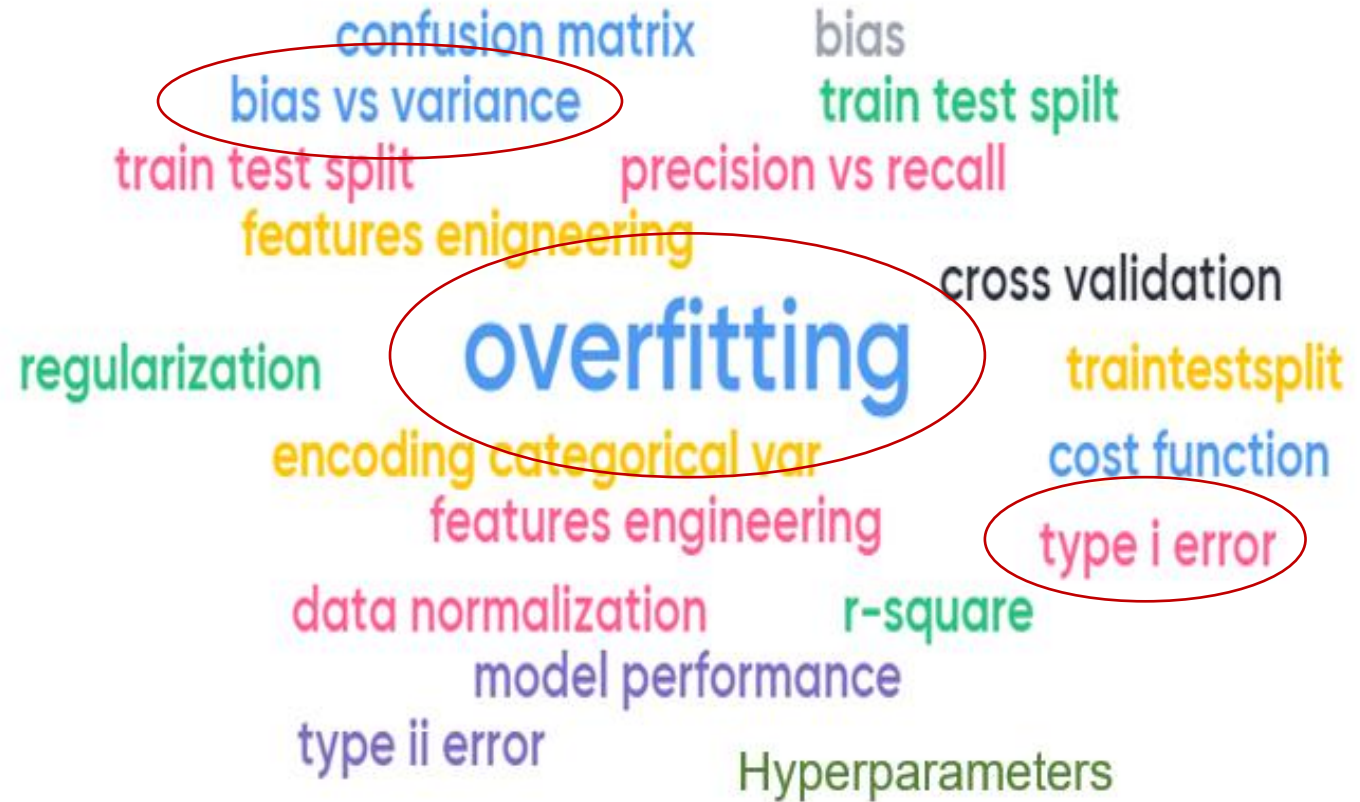 confusion matrix bias
bias vs variance train test spilt
train test split precision vs recall
features enigneering
cross validation
overfitting
regularization traintestsplit
encoding categorical var cost function
features engineering type i error
data normalization r-square
model performance
type ii error Hyperparameters